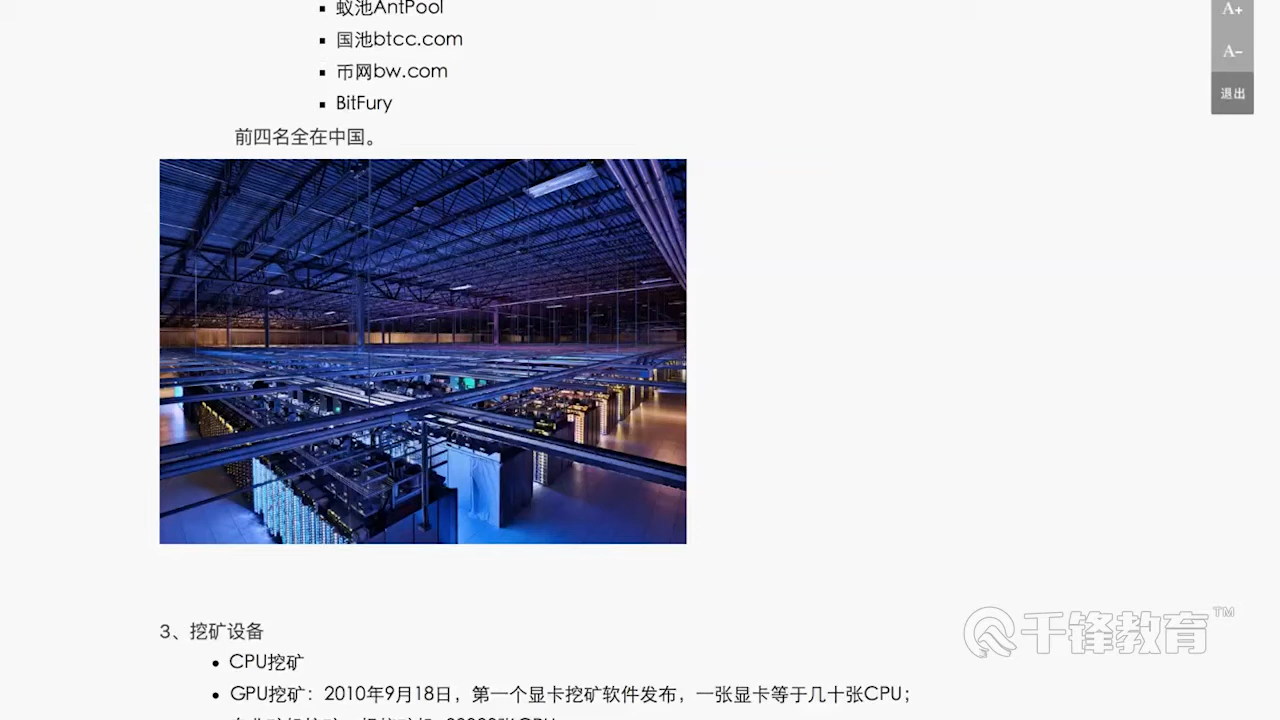 蚁池AntPool
国池btcc.com
币网bw.com
BitFury
前四名全在中国。
A+
A-
退出
3、挖矿设备
千锋教育™
CPU挖矿
GPU挖矿：2010年9月18日，第一个显卡挖矿软件发布，一张显卡等于几十张CPU；